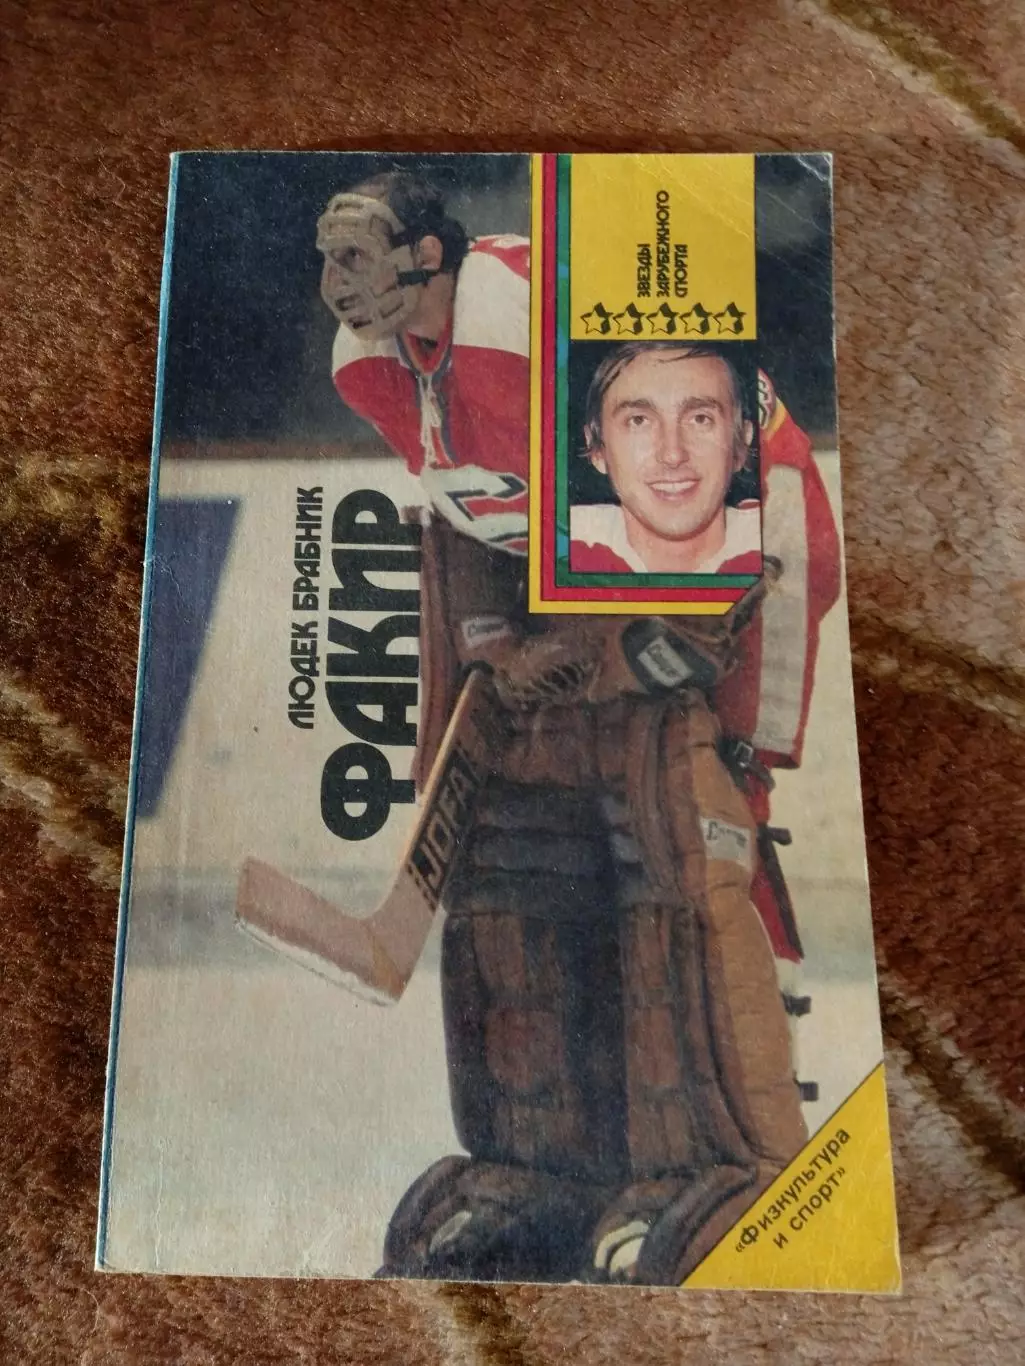 ЗВЕЗДЫ
ЗАРУБЕЖНОГО
СПОРТА
ЛЮДЕК БРАБНИК
ФАКИР
JOFA
«Физкультура
и спорт»